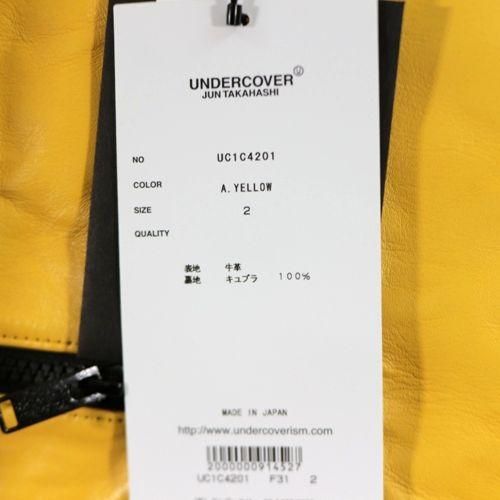 UNDERCOVER
JUN TAKAHASHI
NO UC1C4201
COLOR A.YELLOW
SIZE 2
QUALITY
表地 牛革
裏地 キュプラ 100%
MADE IN JAPAN
http://www.undercoverism.com
2000000914527
UC1C4201 F31 2